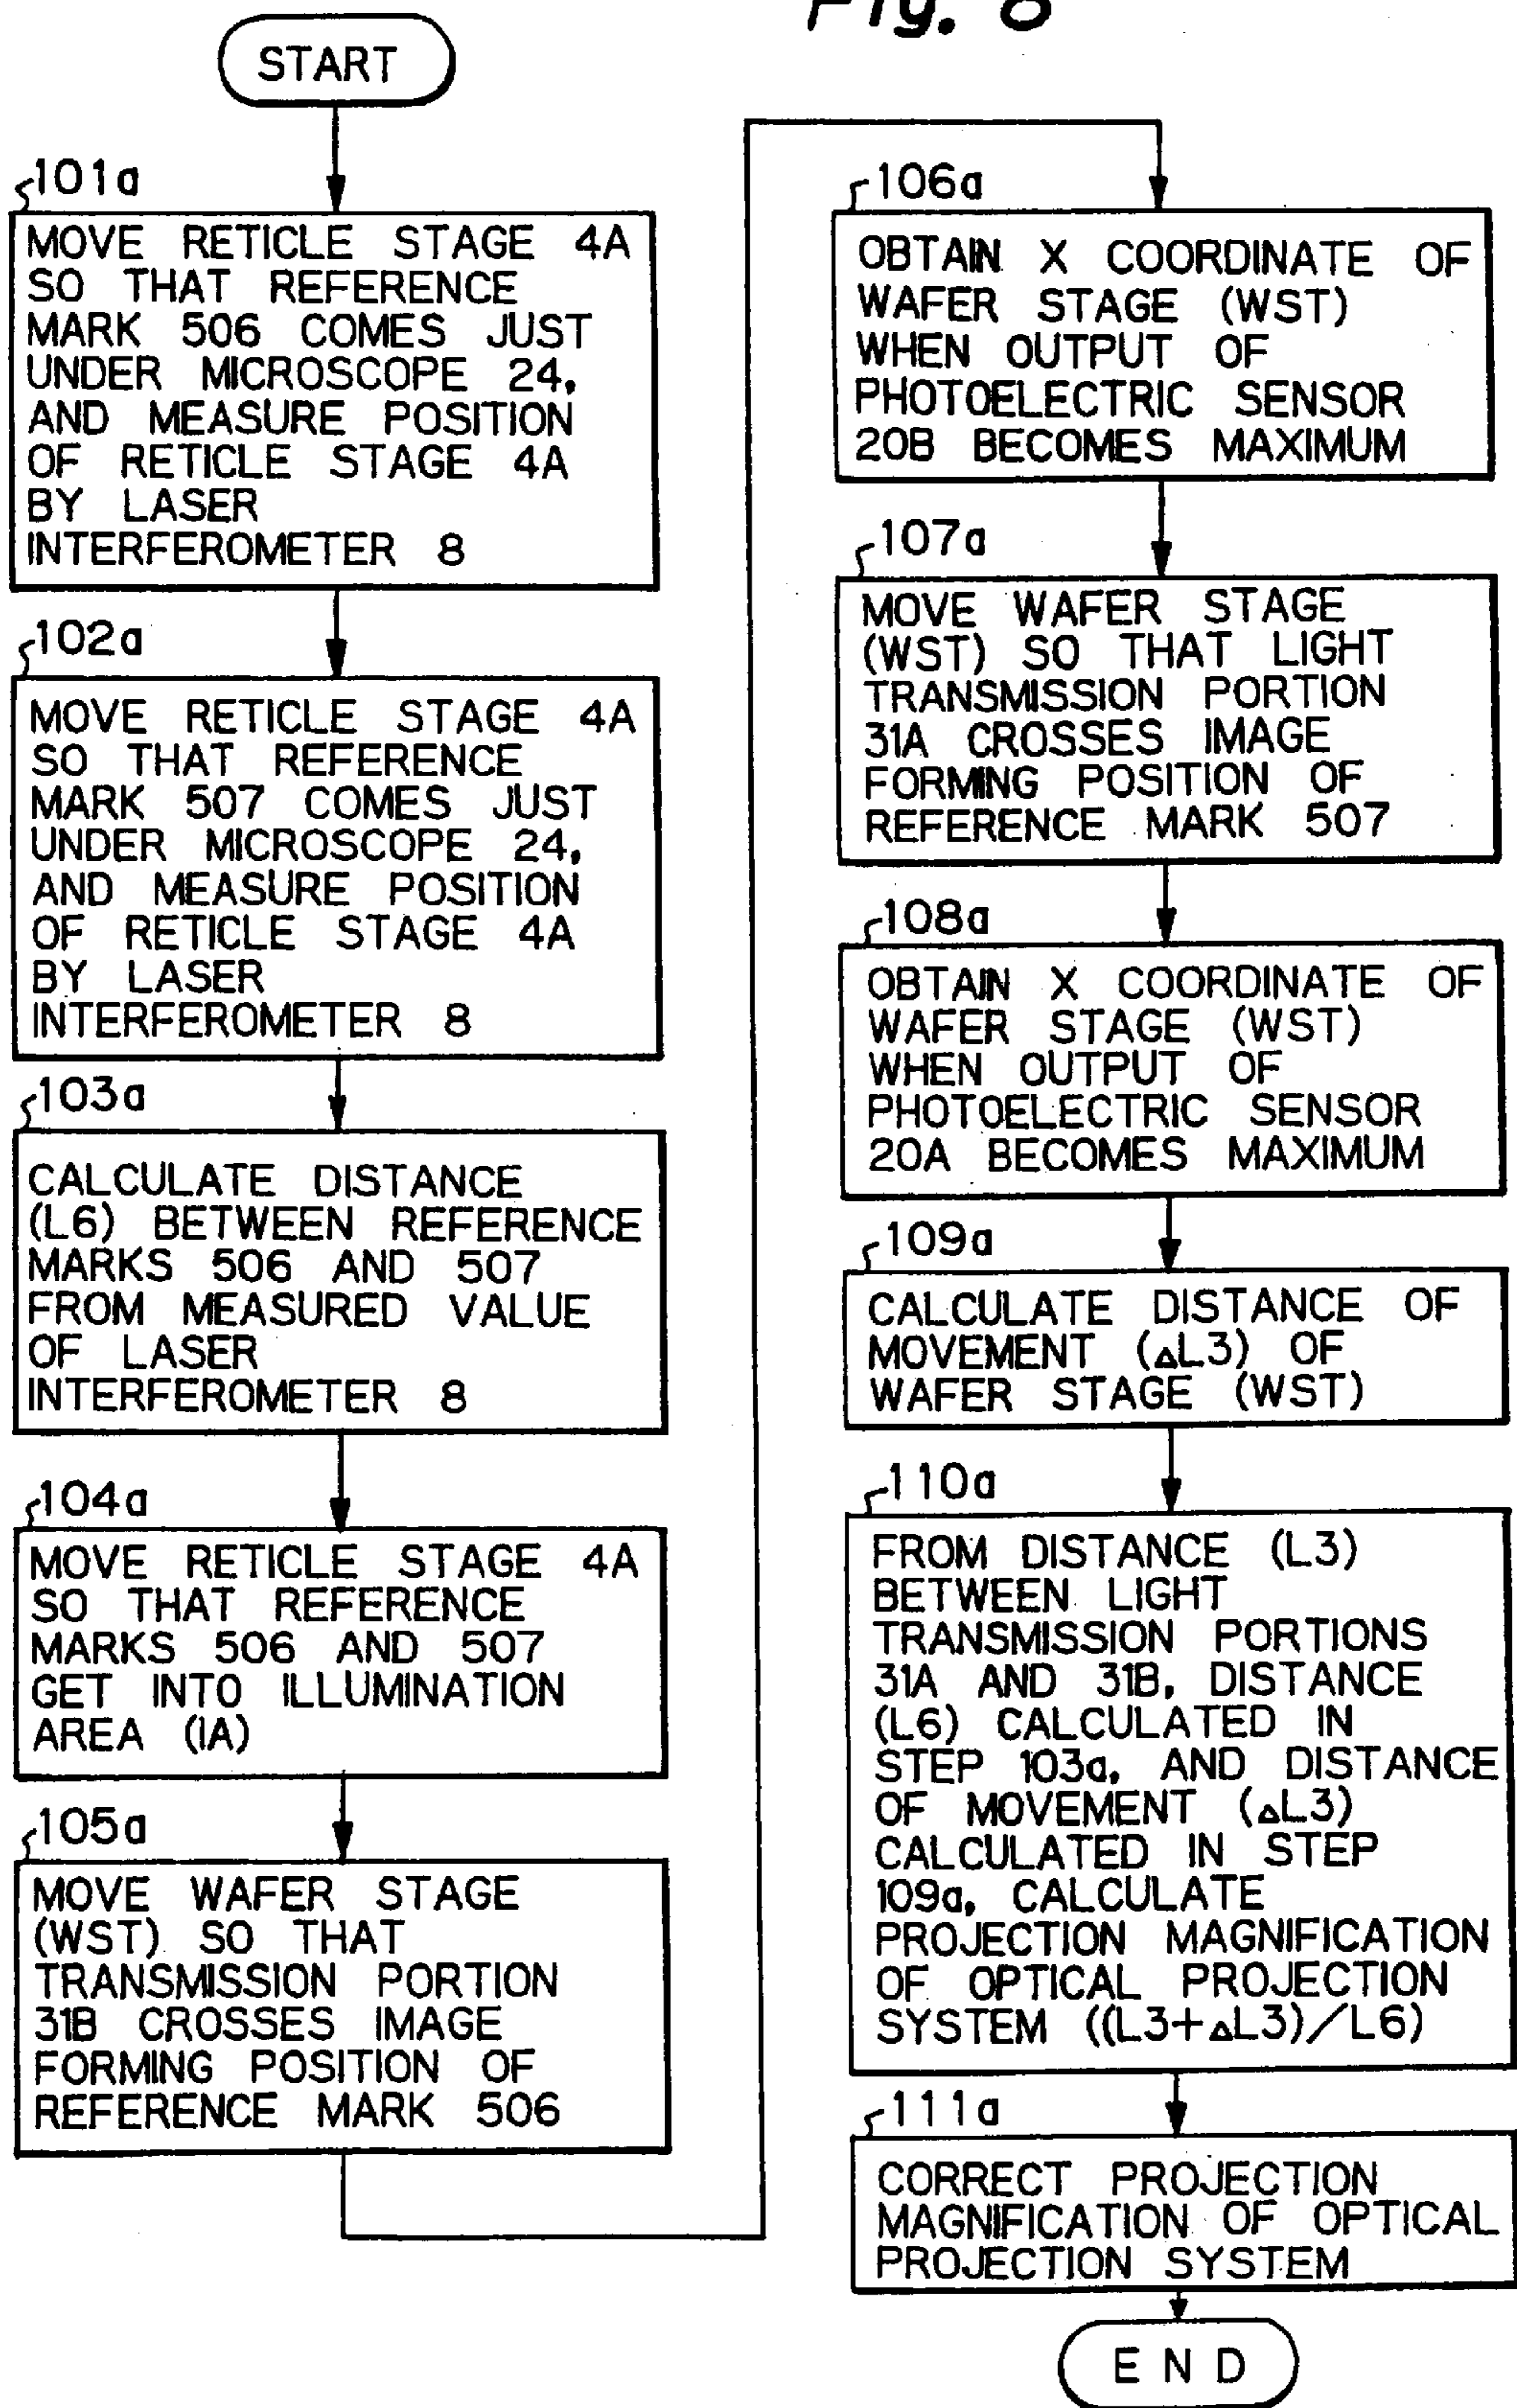 Fig. 8
START
101a
MOVE RETICLE STAGE 4A
SO THAT REFERENCE
MARK 506 COMES JUST
UNDER MICROSCOPE 24,
AND MEASURE POSITION
OF RETICLE STAGE 4A
BY LASER
INTERFEROMETER 8
102a
MOVE RETICLE STAGE 4A
SO THAT REFERENCE
MARK 507 COMES JUST
UNDER MICROSCOPE 24,
AND MEASURE POSITION
OF RETICLE STAGE 4A
BY LASER
INTERFEROMETER 8
103a
CALCULATE DISTANCE
(L6) BETWEEN REFERENCE
MARKS 506 AND 507
FROM MEASURED VALUE
OF LASER
INTERFEROMETER 8
104a
MOVE RETICLE STAGE 4A
SO THAT REFERENCE
MARKS 506 AND 507
GET INTO ILLUMINATION
AREA (IA)
105a
MOVE WAFER STAGE
(WST) SO THAT
TRANSMISSION PORTION
31B CROSSES IMAGE
FORMING POSITION OF
REFERENCE MARK 506
106a
OBTAIN X COORDINATE OF
WAFER STAGE (WST)
WHEN OUTPUT OF
PHOTOELECTRIC SENSOR
20B BECOMES MAXIMUM
107a
MOVE WAFER STAGE
(WST) SO THAT LIGHT
TRANSMISSION PORTION
31A CROSSES IMAGE
FORMING POSITION OF
REFERENCE MARK 507
108a
OBTAIN X COORDINATE OF
WAFER STAGE (WST)
WHEN OUTPUT OF
PHOTOELECTRIC SENSOR
20A BECOMES MAXIMUM
109a
CALCULATE DISTANCE OF
MOVEMENT (△L3) OF
WAFER STAGE (WST)
110a
FROM DISTANCE (L3)
BETWEEN LIGHT
TRANSMISSION PORTIONS
31A AND 31B, DISTANCE
(L6) CALCULATED IN
STEP 103a, AND DISTANCE
OF MOVEMENT (△L3)
CALCULATED IN STEP
109a, CALCULATE
PROJECTION MAGNIFICATION
OF OPTICAL PROJECTION
SYSTEM ((L3+△L3)/L6)
111a
CORRECT PROJECTION
MAGNIFICATION OF OPTICAL
PROJECTION SYSTEM
END